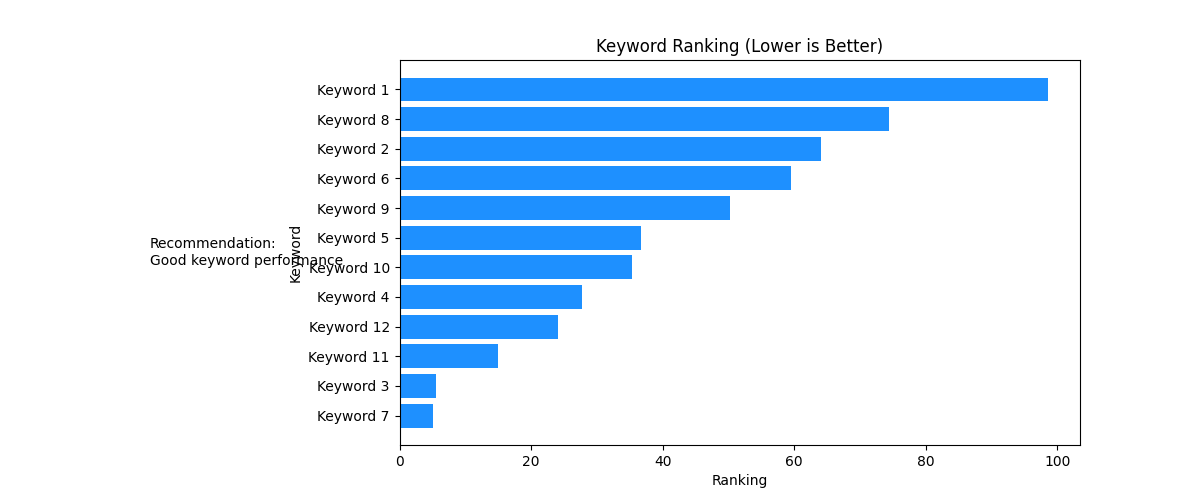 Keyword Ranking (Lower is Better)
Keyword 1
Keyword 8
Keyword 2
Keyword 6
Keyword 9
Keyword 5
Keyword 10
Keyword 4
Keyword 12
Keyword 11
Keyword 3
Keyword 7
Keyword
Recommendation:
Good keyword performance
0 20 40 60 80 100
Ranking